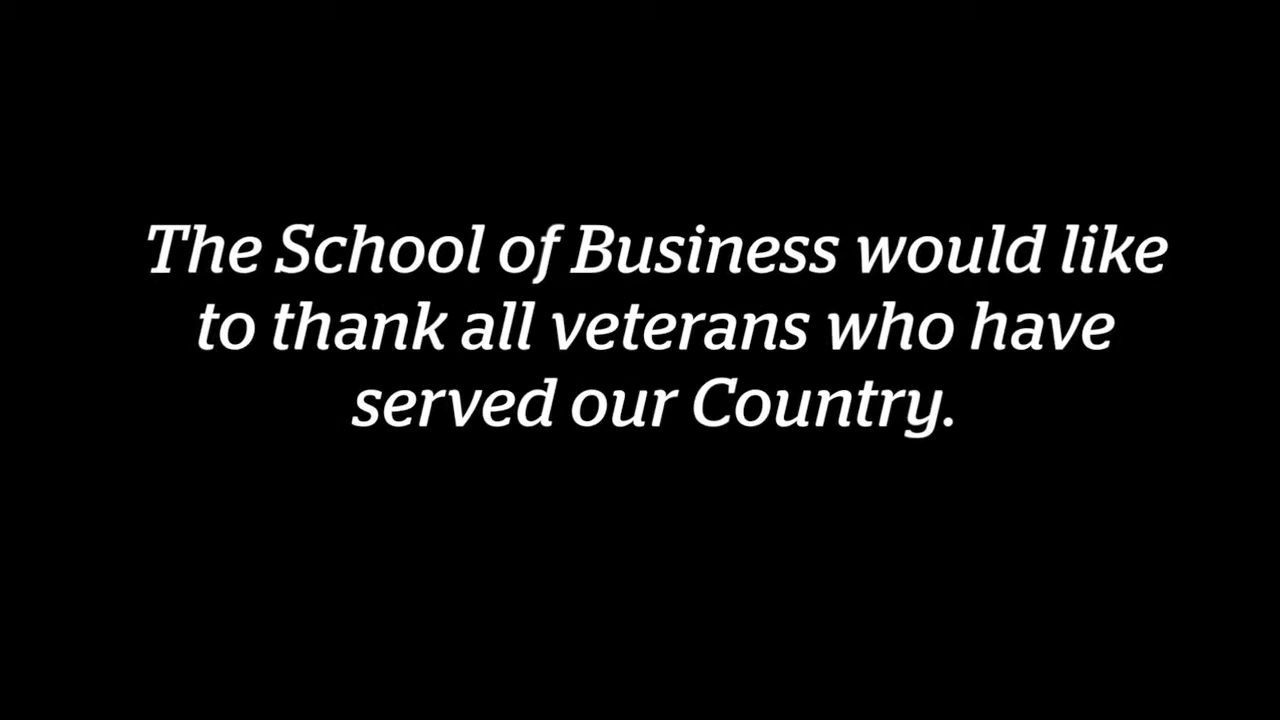 The School of Business would like
to thank all veterans who have
served our Country.